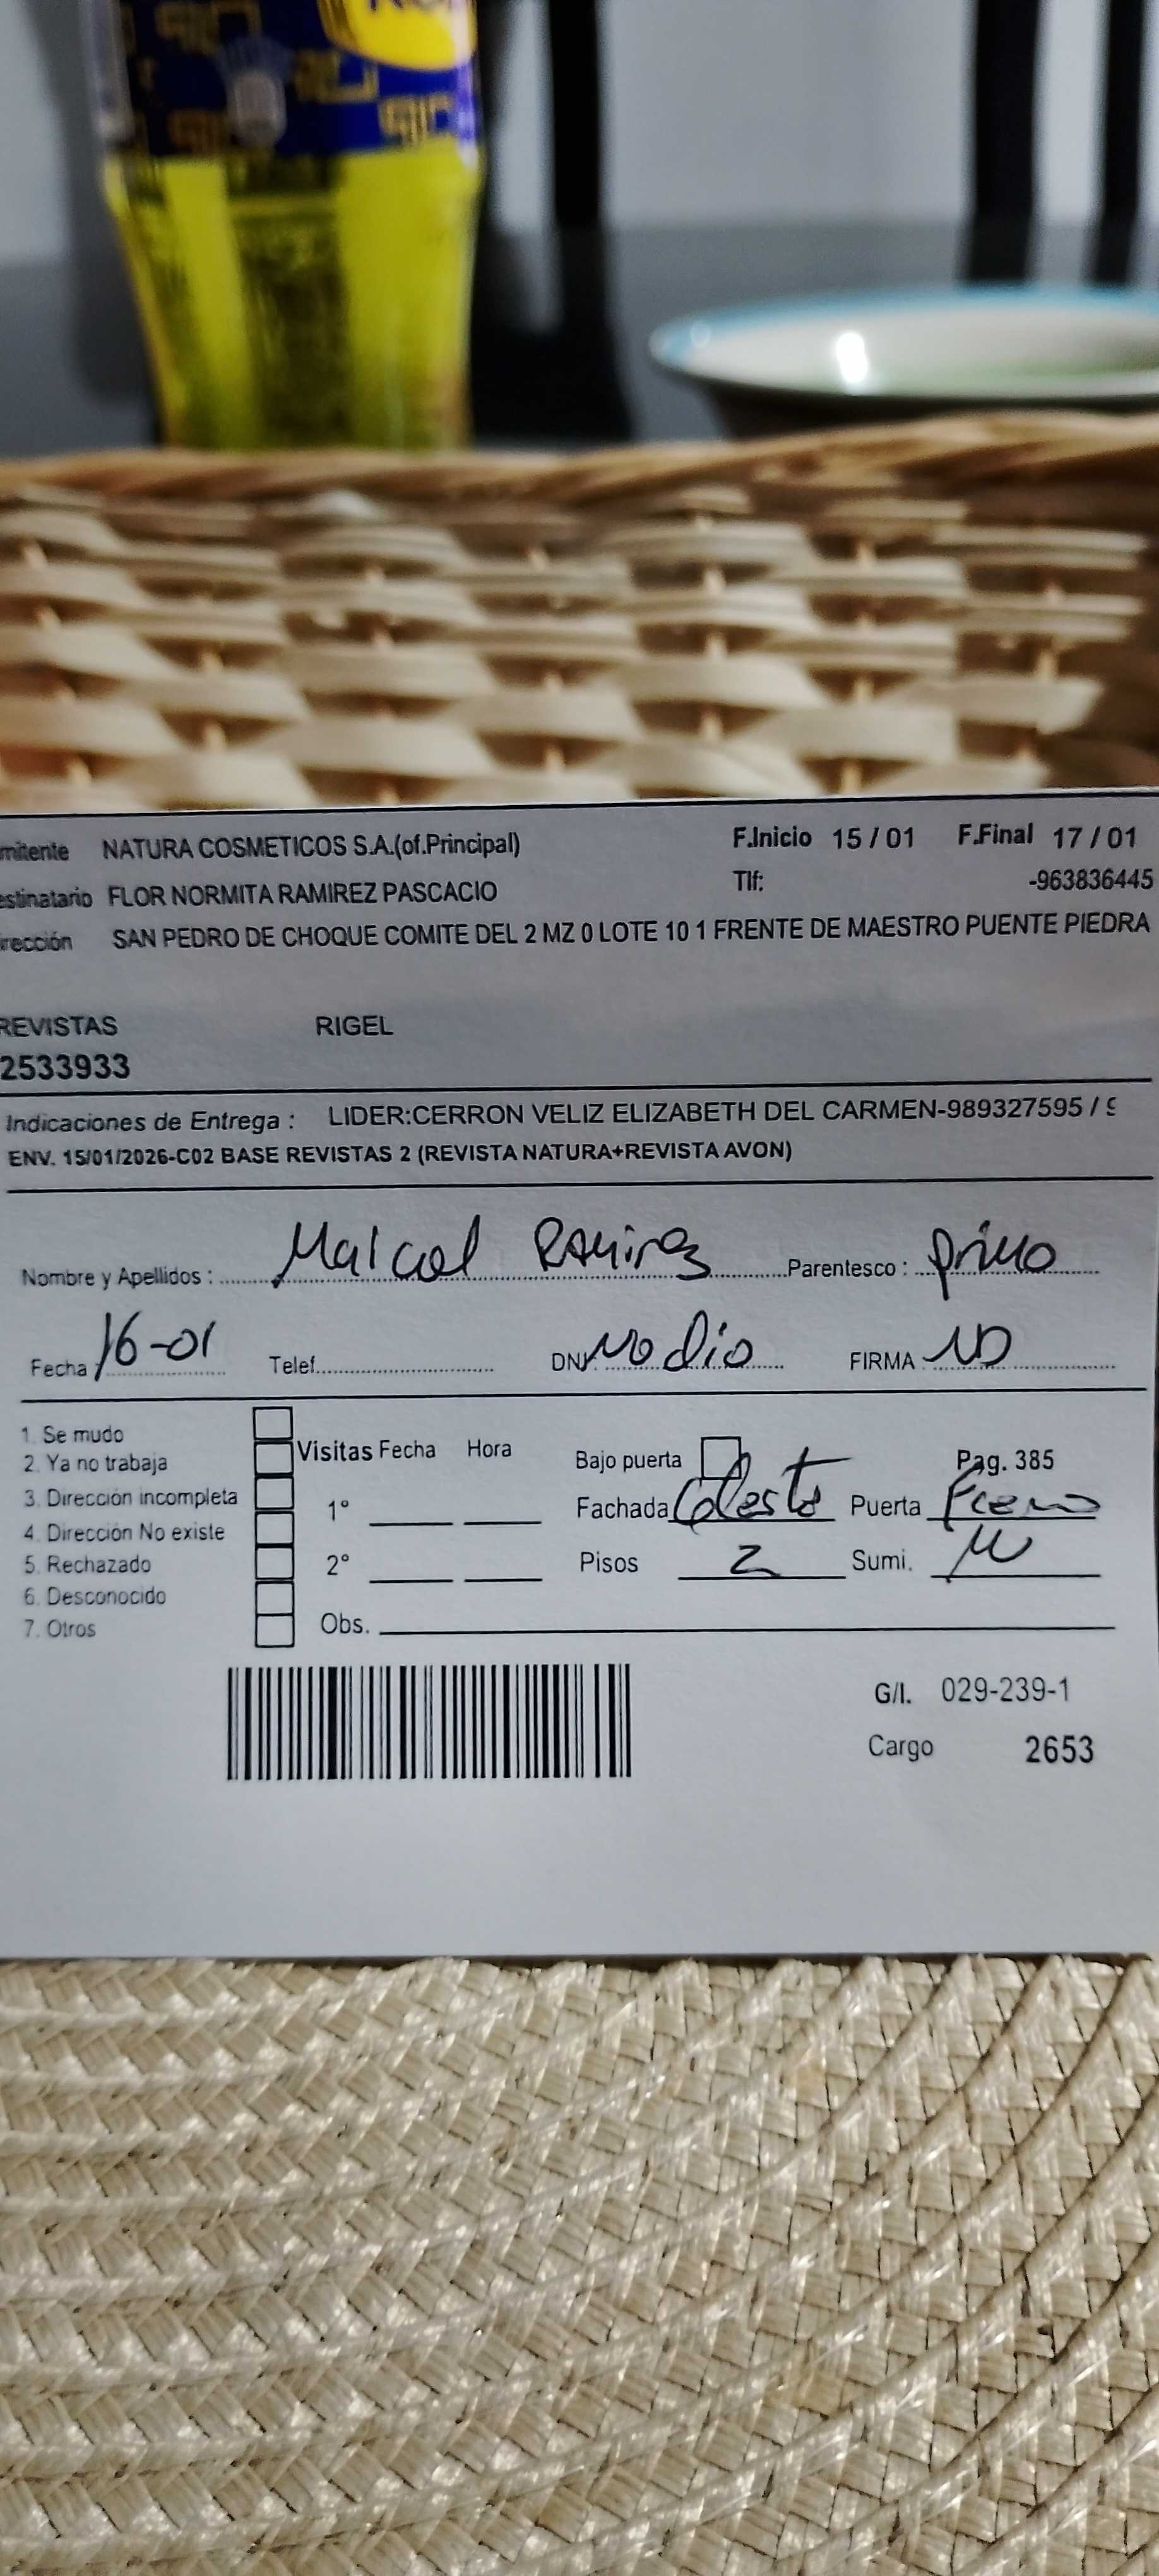 mitente NATURA COSMETICOS S.A.(of.Principal) F.Inicio 15 / 01 F.Final 17 / 01
estinatario FLOR NORMITA RAMIREZ PASCACIO Tlf: -963836445
irección SAN PEDRO DE CHOQUE COMITE DEL 2 MZ 0 LOTE 10 1 FRENTE DE MAESTRO PUENTE PIEDRA
REVISTAS RIGEL
2533933
Indicaciones de Entrega : LIDER:CERRON VELIZ ELIZABETH DEL CARMEN-989327595 /
ENV. 15/01/2026-C02 BASE REVISTAS 2 (REVISTA NATURA+REVISTA AVON)
Nombre y Apellidos : Malcol Ramirez Parentesco : primo
Fecha 16-01 Telef. DNI No dio FIRMA ND
1. Se mudo
2. Ya no trabaja
3. Dirección incompleta
4. Dirección No existe
5. Rechazado
6. Desconocido
7. Otros
Visitas Fecha Hora Bajo puerta Pag. 385
1° Fachada Celeste Puerta Fierro
2° Pisos 2 Sumi.
Obs.
G/I. 029-239-1
Cargo 2653